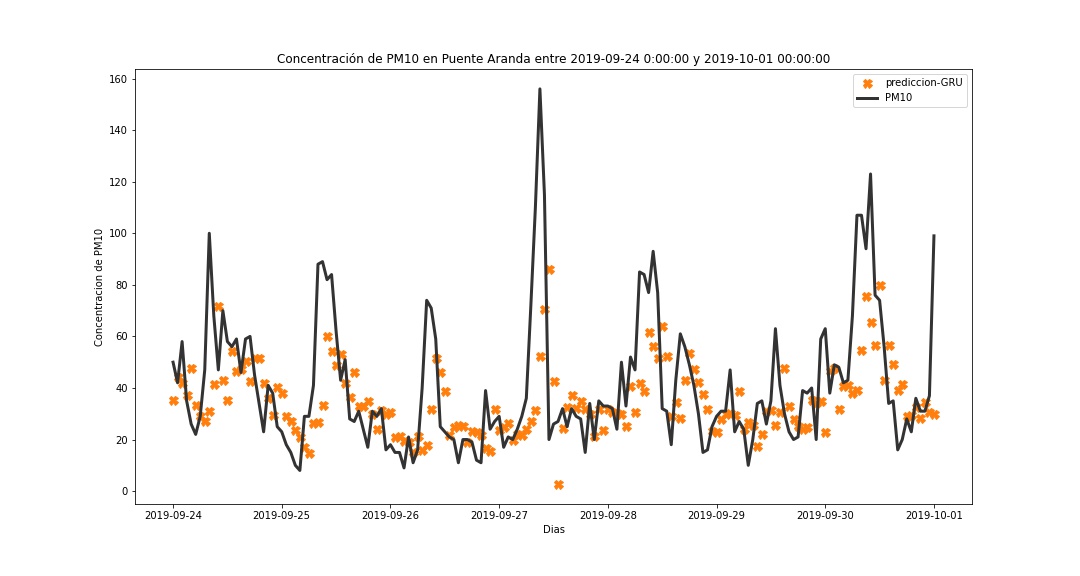 Concentración de PM10 en Puente Aranda entre 2019-09-24 0:00:00 y 2019-10-01 00:00:00
prediccion-GRU
PM10
160
140
120
100
80
60
40
20
0
Concentracion de PM10
2019-09-24 2019-09-25 2019-09-26 2019-09-27 2019-09-28 2019-09-29 2019-09-30 2019-10-01
Dias